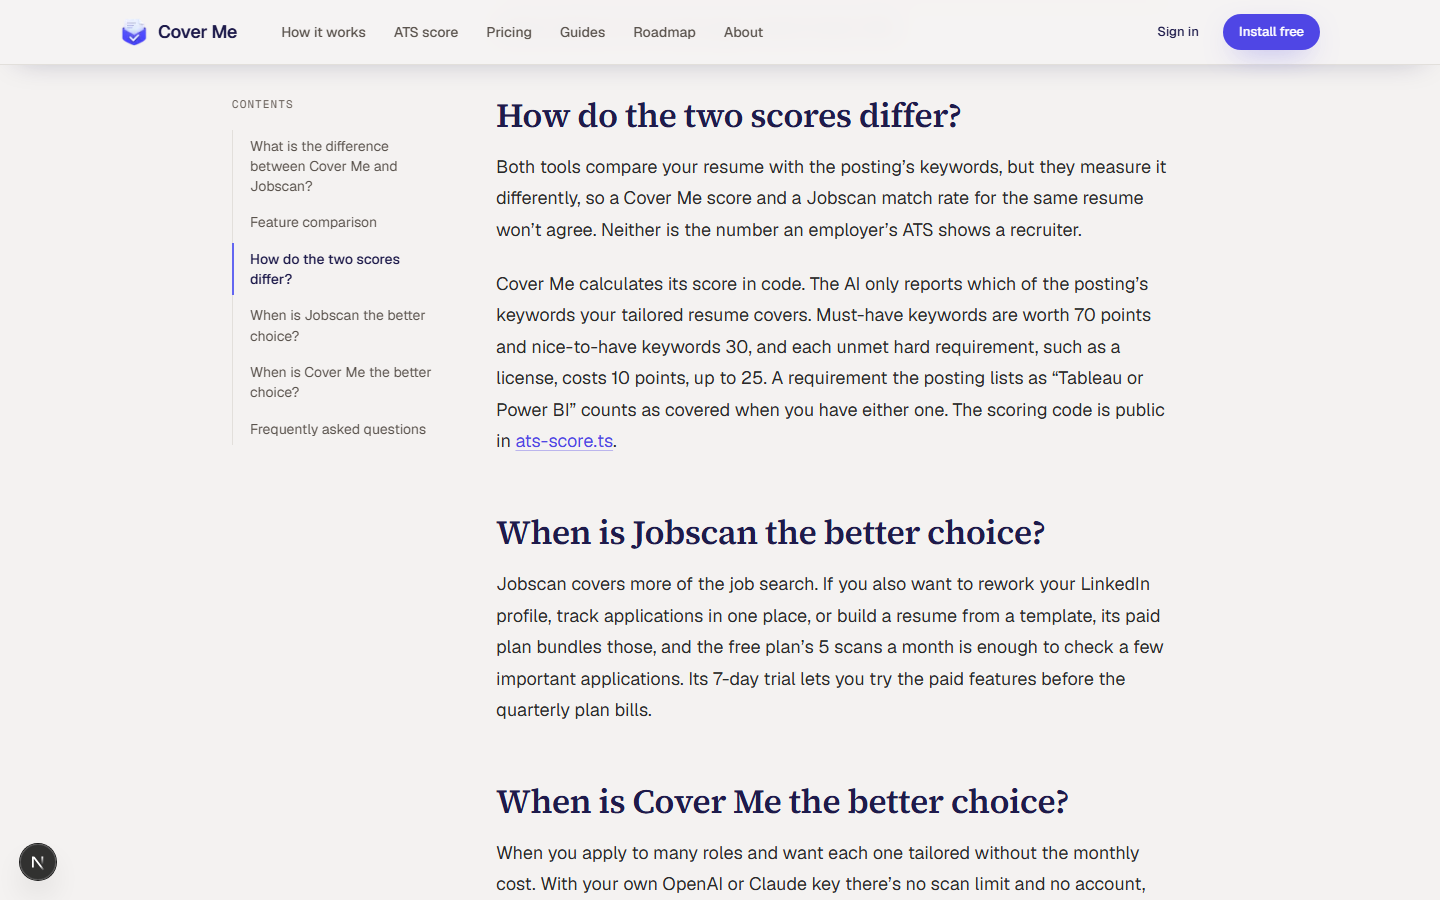 Cover Me
How it works
ATS score
Pricing
Guides
Roadmap
About
Sign in
Install free
CONTENTS
What is the difference
between Cover Me and
Jobscan?
Feature comparison
How do the two scores
differ?
When is Jobscan the better
choice?
When is Cover Me the better
choice?
Frequently asked questions
How do the two scores differ?
Both tools compare your resume with the posting’s keywords, but they measure it
differently, so a Cover Me score and a Jobscan match rate for the same resume
won’t agree. Neither is the number an employer’s ATS shows a recruiter.
Cover Me calculates its score in code. The AI only reports which of the posting’s
keywords your tailored resume covers. Must-have keywords are worth 70 points
and nice-to-have keywords 30, and each unmet hard requirement, such as a
license, costs 10 points, up to 25. A requirement the posting lists as “Tableau or
Power BI” counts as covered when you have either one. The scoring code is public
in ats-score.ts.
When is Jobscan the better choice?
Jobscan covers more of the job search. If you also want to rework your LinkedIn
profile, track applications in one place, or build a resume from a template, its paid
plan bundles those, and the free plan’s 5 scans a month is enough to check a few
important applications. Its 7-day trial lets you try the paid features before the
quarterly plan bills.
When is Cover Me the better choice?
When you apply to many roles and want each one tailored without the monthly
cost. With your own OpenAI or Claude key there’s no scan limit and no account,
N